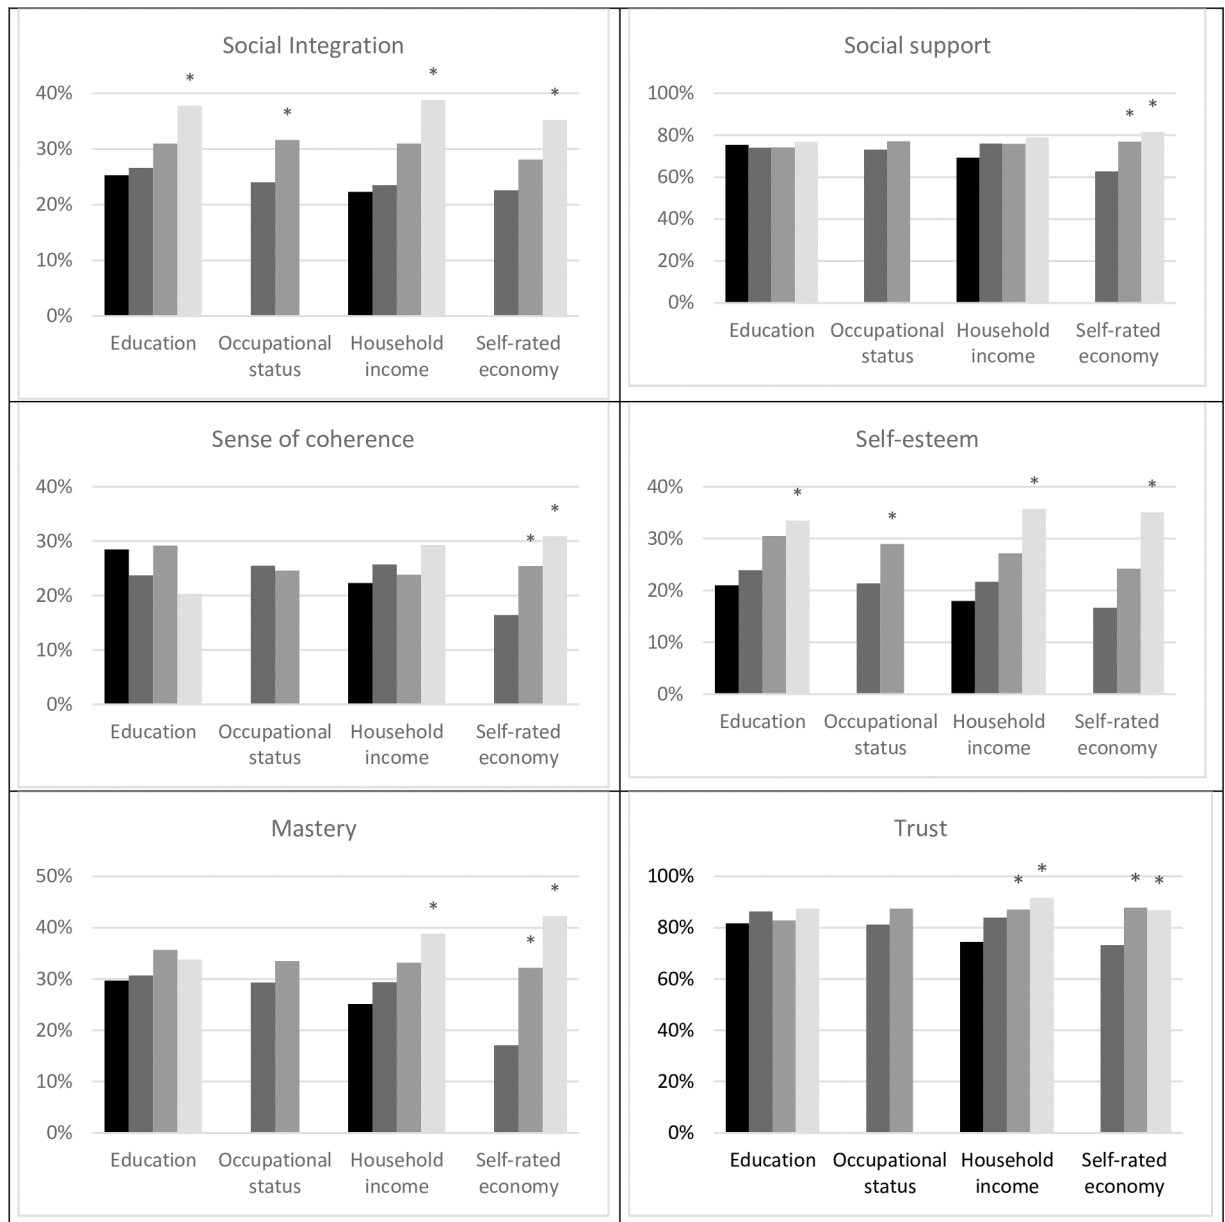 Social Integration
*
*
*
*
40%
30%
20%
10%
0%
Education
Occupational
status
Household
income
Self-rated
economy
Social support
*
*
100%
80%
60%
40%
20%
0%
Education
Occupational
status
Household
income
Self-rated
economy
Sense of coherence
*
*
40%
30%
20%
10%
0%
Education
Occupational
status
Household
income
Self-rated
economy
Self-esteem
*
*
*
*
40%
30%
20%
10%
0%
Education
Occupational
status
Household
income
Self-rated
economy
Mastery
*
*
*
50%
40%
30%
20%
10%
0%
Education
Occupational
status
Household
income
Self-rated
economy
Trust
*
*
*
*
100%
80%
60%
40%
20%
0%
Education
Occupational
status
Household
income
Self-rated
economy